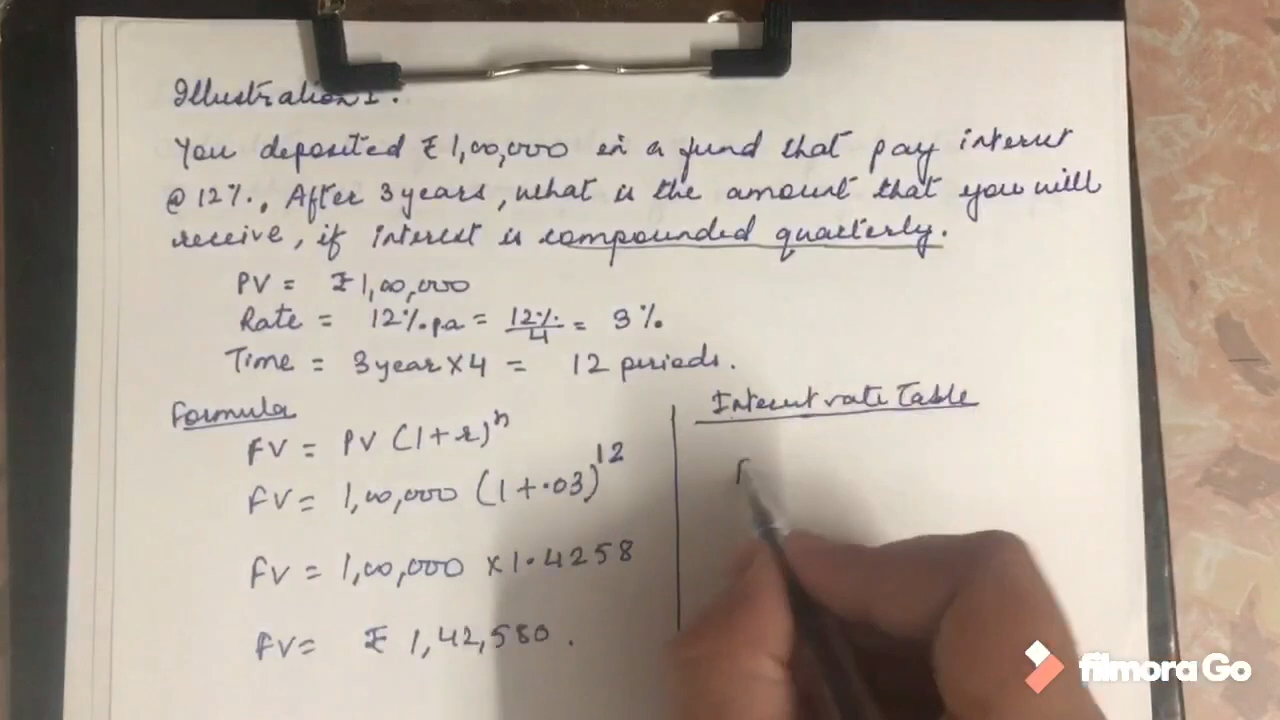 Illustration 1.
You deposited ₹ 1,00,000 in a fund that pay interest
@ 12%. After 3 years, what is the amount that you will
receive, if interest is compounded quarterly.
PV = ₹ 1,00,000
Rate = 12% pa = 12%/4 = 3%
Time = 3 year × 4 = 12 periods.
Formula
FV = PV (1+r)^n
FV = 1,00,000 (1+.03)^12
FV = 1,00,000 × 1.4258
FV = ₹ 1,42,580.
Interest rate Table
filmoraGo